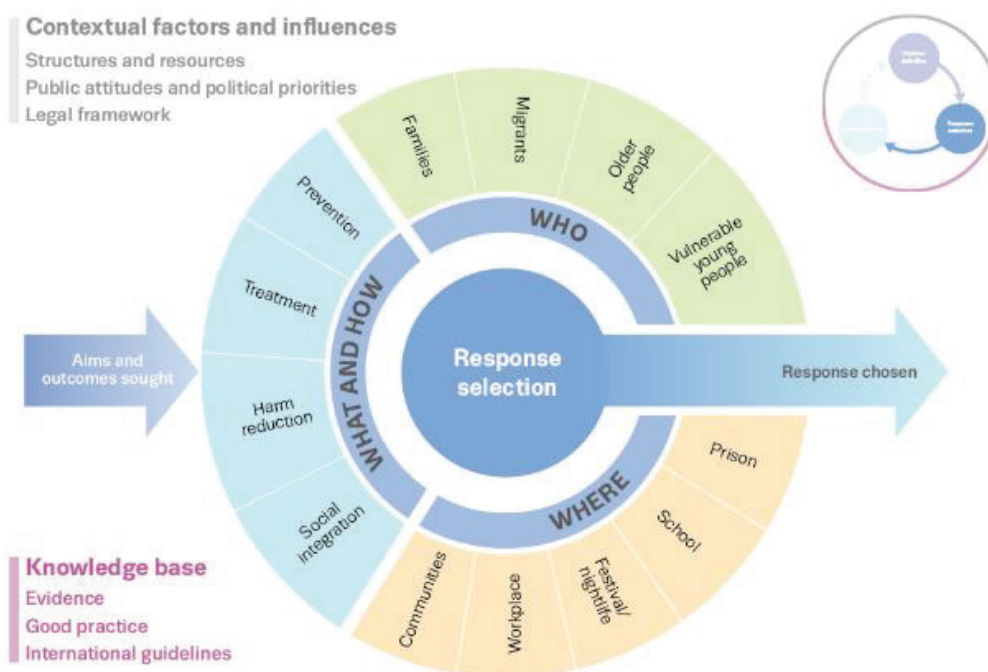 Contextual factors and influences
Structures and resources
Public attitudes and political priorities
Legal framework
Families
Migrants
Older
people
Vulnerable
young
people
WHO
Prevention
Treatment
Harm
reduction
Social
integration
WHAT AND HOW
Aims and
outcomes sought
Response
selection
Response chosen
Prison
School
Festival/
nightlife
Workplace
Communities
WHERE
Knowledge base
Evidence
Good practice
International guidelines